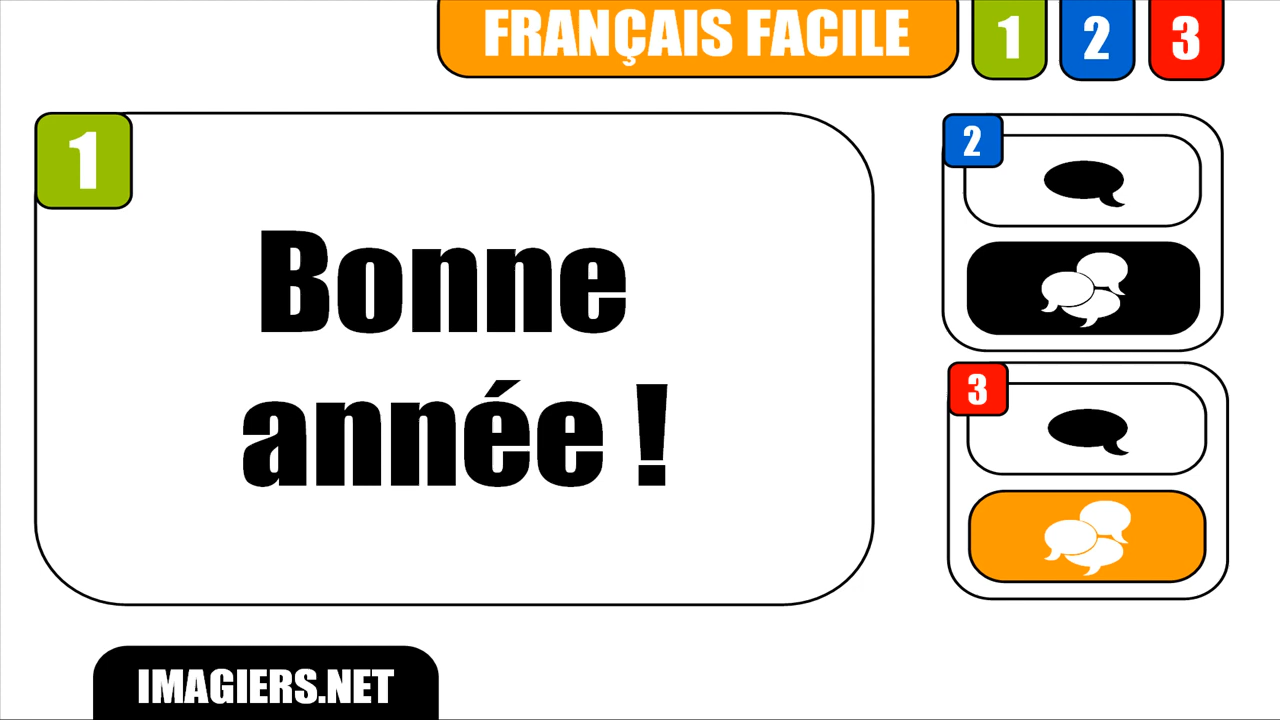 FRANÇAIS FACILE 1 2 3
1
Bonne
année !
2
3
IMAGIERS.NET